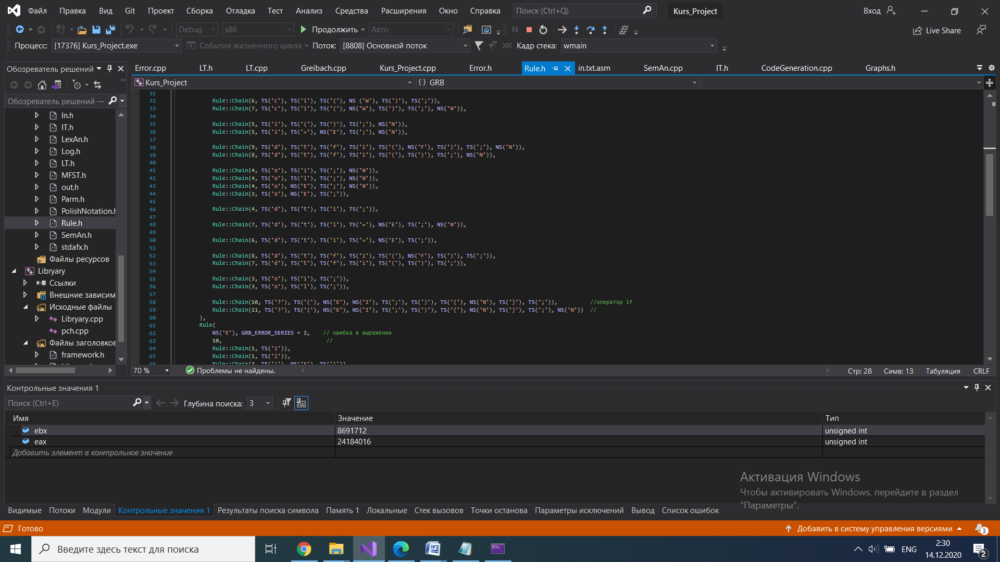 Файл Правка Вид Git Проект Сборка Отладка Тест Анализ Средства Расширения Окно Справка Поиск (Ctrl+Q) Kurs_Project Вход
Debug x86 Продолжить Авто Live Share
Процесс: [17376] Kurs_Project.exe События жизненного цикла Поток: [8808] Основной поток Кадр стека: wmain
Обозреватель решений
Error.cpp LT.h LT.cpp Greibach.cpp Kurs_Project.cpp Error.h Rule.h in.txt.asm SemAn.cpp IT.h CodeGeneration.cpp Graphs.h
Kurs_Project {} GRB
Обозреватель решений —
In.h
IT.h
LexAn.h
Log.h
LT.h
MFST.h
out.h
Parm.h
PolishNotation.h
Rule.h
SemAn.h
stdafx.h
Файлы ресурсов
Libryary
Ссылки
Внешние зависим
Исходные файлы
Libryary.cpp
pch.cpp
Файлы заголовков
framework.h
31
32 Rule::Chain(6, TS('c'), TS('i'), TS('('), NS ('W'), TS(')'), TS(';')),
33 Rule::Chain(7, TS('c'), TS('i'), TS('('), NS('W'), TS(')'), TS(';'), NS('N')),
34
35 Rule::Chain(5, TS('i'), TS('('), TS(')'), TS(';'), NS('N')),
36 Rule::Chain(5, TS('i'), TS('='), NS('E'), TS(';'), NS('N')),
37
38 Rule::Chain(9, TS('d'), TS('t'), TS('f'), TS('i'), TS('('), NS('F'), TS(')'), TS(';'), NS('N')),
39 Rule::Chain(8, TS('d'), TS('t'), TS('f'), TS('i'), TS('('), TS(')'), TS(';'), NS('N')),
40
41 Rule::Chain(4, TS('o'), TS('i'), TS(';'), NS('N')),
42 Rule::Chain(4, TS('o'), TS('l'), TS(';'), NS('N')),
43 Rule::Chain(4, TS('o'), NS('E'), TS(';'), NS('N')),
44 Rule::Chain(3, TS('o'), NS('E'), TS(';')),
45
46 Rule::Chain(4, TS('d'), TS('t'), TS('i'), TS(';')),
47
48 Rule::Chain(7, TS('d'), TS('t'), TS('i'), TS('='), NS('E'), TS(';'), NS('N')),
49
50 Rule::Chain(6, TS('d'), TS('t'), TS('i'), TS('='), NS('E'), TS(';')),
51
52 Rule::Chain(8, TS('d'), TS('t'), TS('f'), TS('i'), TS('('), NS('F'), TS(')'), TS(';')),
53 Rule::Chain(7, TS('d'), TS('t'), TS('f'), TS('i'), TS('('), TS(')'), TS(';')),
54
55 Rule::Chain(3, TS('o'), TS('i'), TS(';')),
56 Rule::Chain(3, TS('o'), TS('l'), TS(';')),
57
58 Rule::Chain(10, TS('?'), TS('('), NS('E'), NS('I'), TS(';'), TS(')'), TS('{'), NS('N'), TS('}'), TS(';')), //оператор if
59 Rule::Chain(11, TS('?'), TS('('), NS('E'), NS('I'), TS(';'), TS(')'), TS('{'), NS('N'), TS('}'), TS(';'), NS('N')) //
60 ),
61 Rule(
62 NS('E'), GRB_ERROR_SERIES + 2, // ошибка в выражении
63 10, //
64 Rule::Chain(1, TS('i')),
65 Rule::Chain(1, TS('l')),
66 Rule::Chain(3, TS('('), NS('E'), TS(')')),
70 % Проблемы не найдены. Стр: 28 Симв: 13 Табуляция CRLF
Контрольные значения 1
Поиск (Ctrl+E) Глубина поиска: 3
Имя Значение Тип
ebx 8691712 unsigned int
eax 24184016 unsigned int
Добавить элемент в контрольное значение
Активация Windows
Чтобы активировать Windows, перейдите в раздел
"Параметры".
Видимые Потоки Модули Контрольные значения 1 Результаты поиска символа Память 1 Локальные Стек вызовов Точки останова Параметры исключений Вывод Список ошибок
Готово Добавить в систему управления версиями 3
Введите здесь текст для поиска ENG 2:30
14.12.2020 2